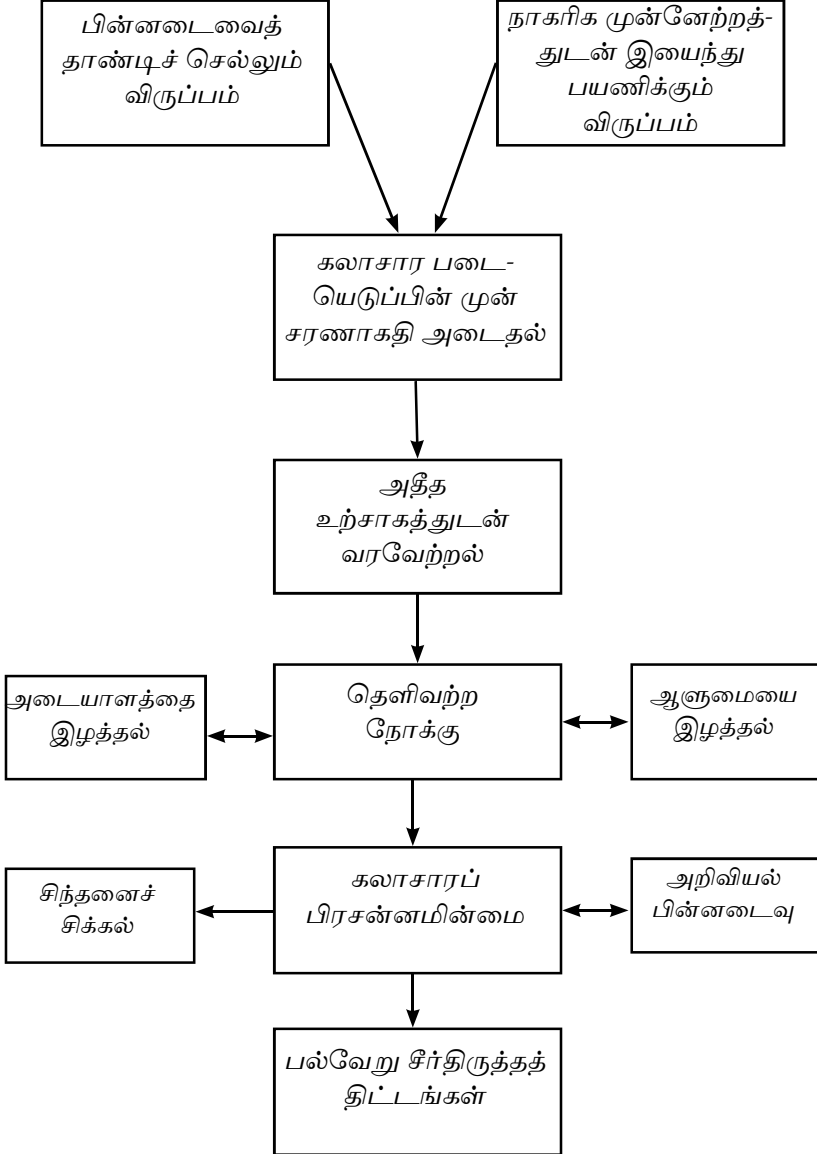 பின்னடைவைத்
தாண்டிச் செல்லும்
விருப்பம்
நாகரிக முன்னேற்றத்-
துடன் இயைந்து
பயணிக்கும்
விருப்பம்
கலாசார படை-
யெடுப்பின் முன்
சரணாகதி அடைதல்
அதீத
உற்சாகத்துடன்
வரவேற்றல்
அடையாளத்தை
இழத்தல்
தெளிவற்ற
நோக்கு
ஆளுமையை
இழத்தல்
சிந்தனைச்
சிக்கல்
கலாசாரப்
பிரசன்னமின்மை
அறிவியல்
பின்னடைவு
பல்வேறு சீர்திருத்தத்
திட்டங்கள்